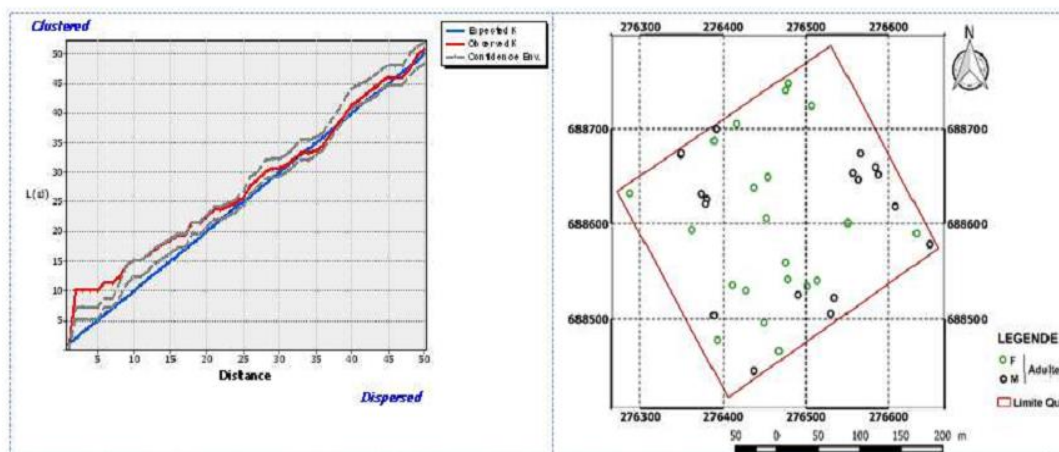 Clustered
Expected K
Observed K
Confidence Env.
50
45
40
35
30
25
20
15
10
5
L(d)
5 10 15 20 25 30 35 40 45 50
Distance
Dispersed
276300 276400 276500 276600
N
688700 688700
688600 688600
688500 688500
276300 276400 276500 276600
LEGENDE
F
M
Adulte
Limite Qu
50 0 50 100 150 200 m